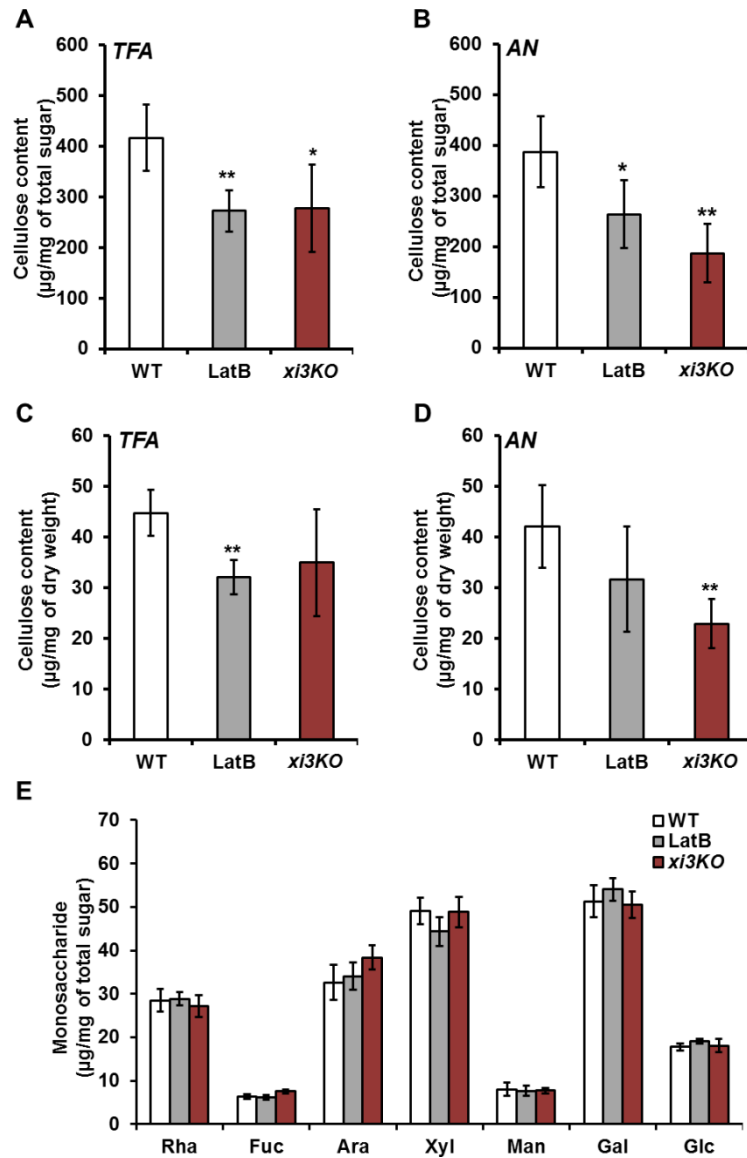 A
TFA
Cellulose content
(µg/mg of total sugar)
600
500
400
300
200
100
0
**
*
WT LatB xi3KO
B
AN
Cellulose content
(µg/mg of total sugar)
600
500
400
300
200
100
0
*
**
WT LatB xi3KO
C
TFA
Cellulose content
(µg/mg of dry weight)
60
50
40
30
20
10
0
**
WT LatB xi3KO
D
AN
Cellulose content
(µg/mg of dry weight)
60
50
40
30
20
10
0
**
WT LatB xi3KO
E
Monosaccharide
(µg/mg of total sugar)
70
60
50
40
30
20
10
0
WT
LatB
xi3KO
Rha Fuc Ara Xyl Man Gal Glc